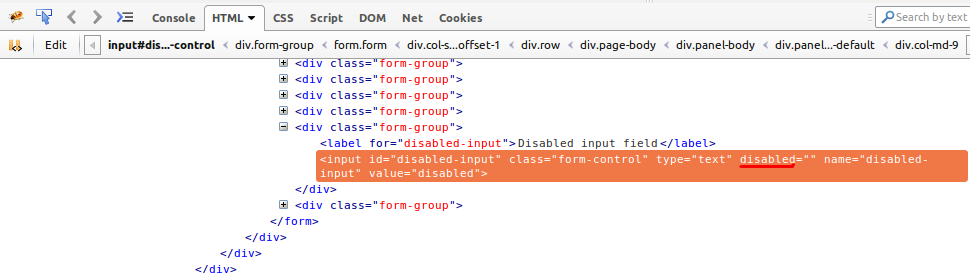 Console HTML CSS Script DOM Net Cookies Search by text
Edit input#dis...-control < div.form-group < form.form < div.col-s...offset-1 < div.row < div.page-body < div.panel-body < div.panel...-default < div.col-md-9
<div class="form-group">
<div class="form-group">
<div class="form-group">
<div class="form-group">
<div class="form-group">
<label for="disabled-input">Disabled input field</label>
<input id="disabled-input" class="form-control" type="text" disabled="" name="disabled-
input" value="disabled">
</div>
<div class="form-group">
</form>
</div>
</div>
</div>